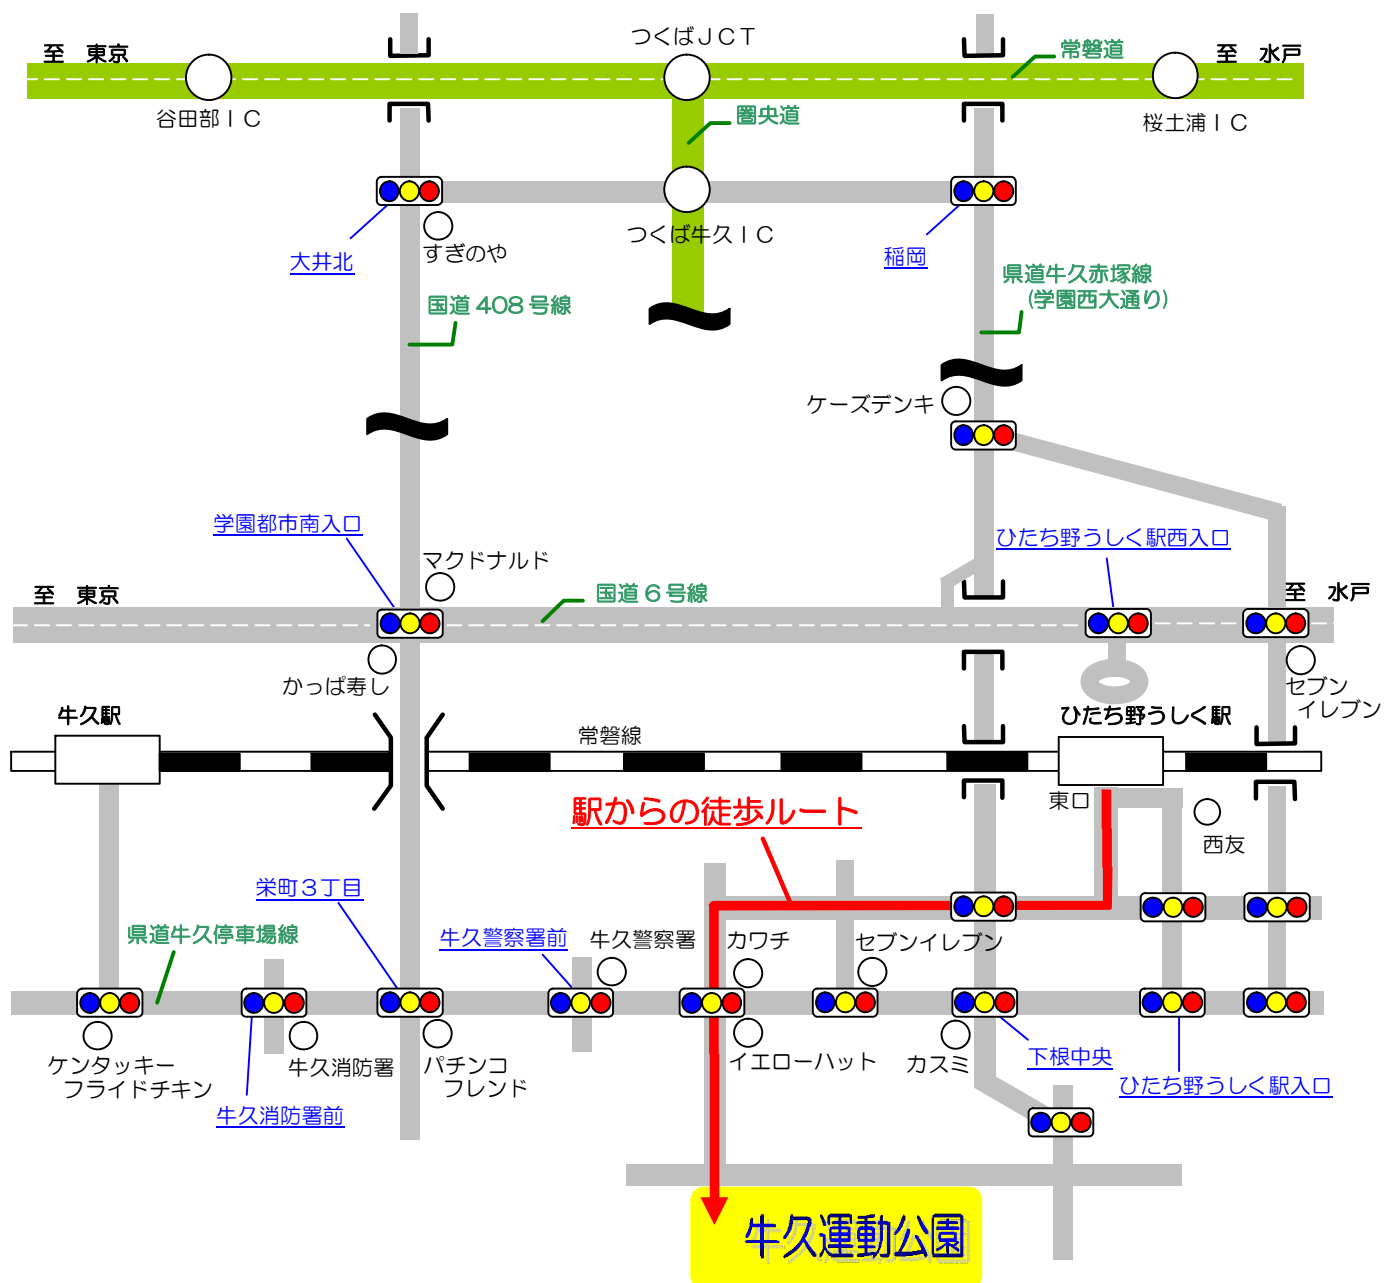 つくばＪＣＴ
至　東京
常磐道
至　水戸
谷田部ＩＣ
圏央道
桜土浦ＩＣ
つくば牛久ＩＣ
すぎのや
大井北
稲岡
国道408号線
県道牛久赤塚線
(学園西大通り)
ケーズデンキ
学園都市南入口
マクドナルド
ひたち野うしく駅西入口
至　東京
国道６号線
至　水戸
かっぱ寿し
セブン
イレブン
牛久駅
常磐線
ひたち野うしく駅
東口
駅からの徒歩ルート
西友
栄町３丁目
県道牛久停車場線
牛久警察署前
牛久警察署
カワチ
セブンイレブン
ケンタッキー
フライドチキン
牛久消防署
パチンコ
フレンド
イエローハット
カスミ
下根中央
ひたち野うしく駅入口
牛久消防署前
牛久運動公園